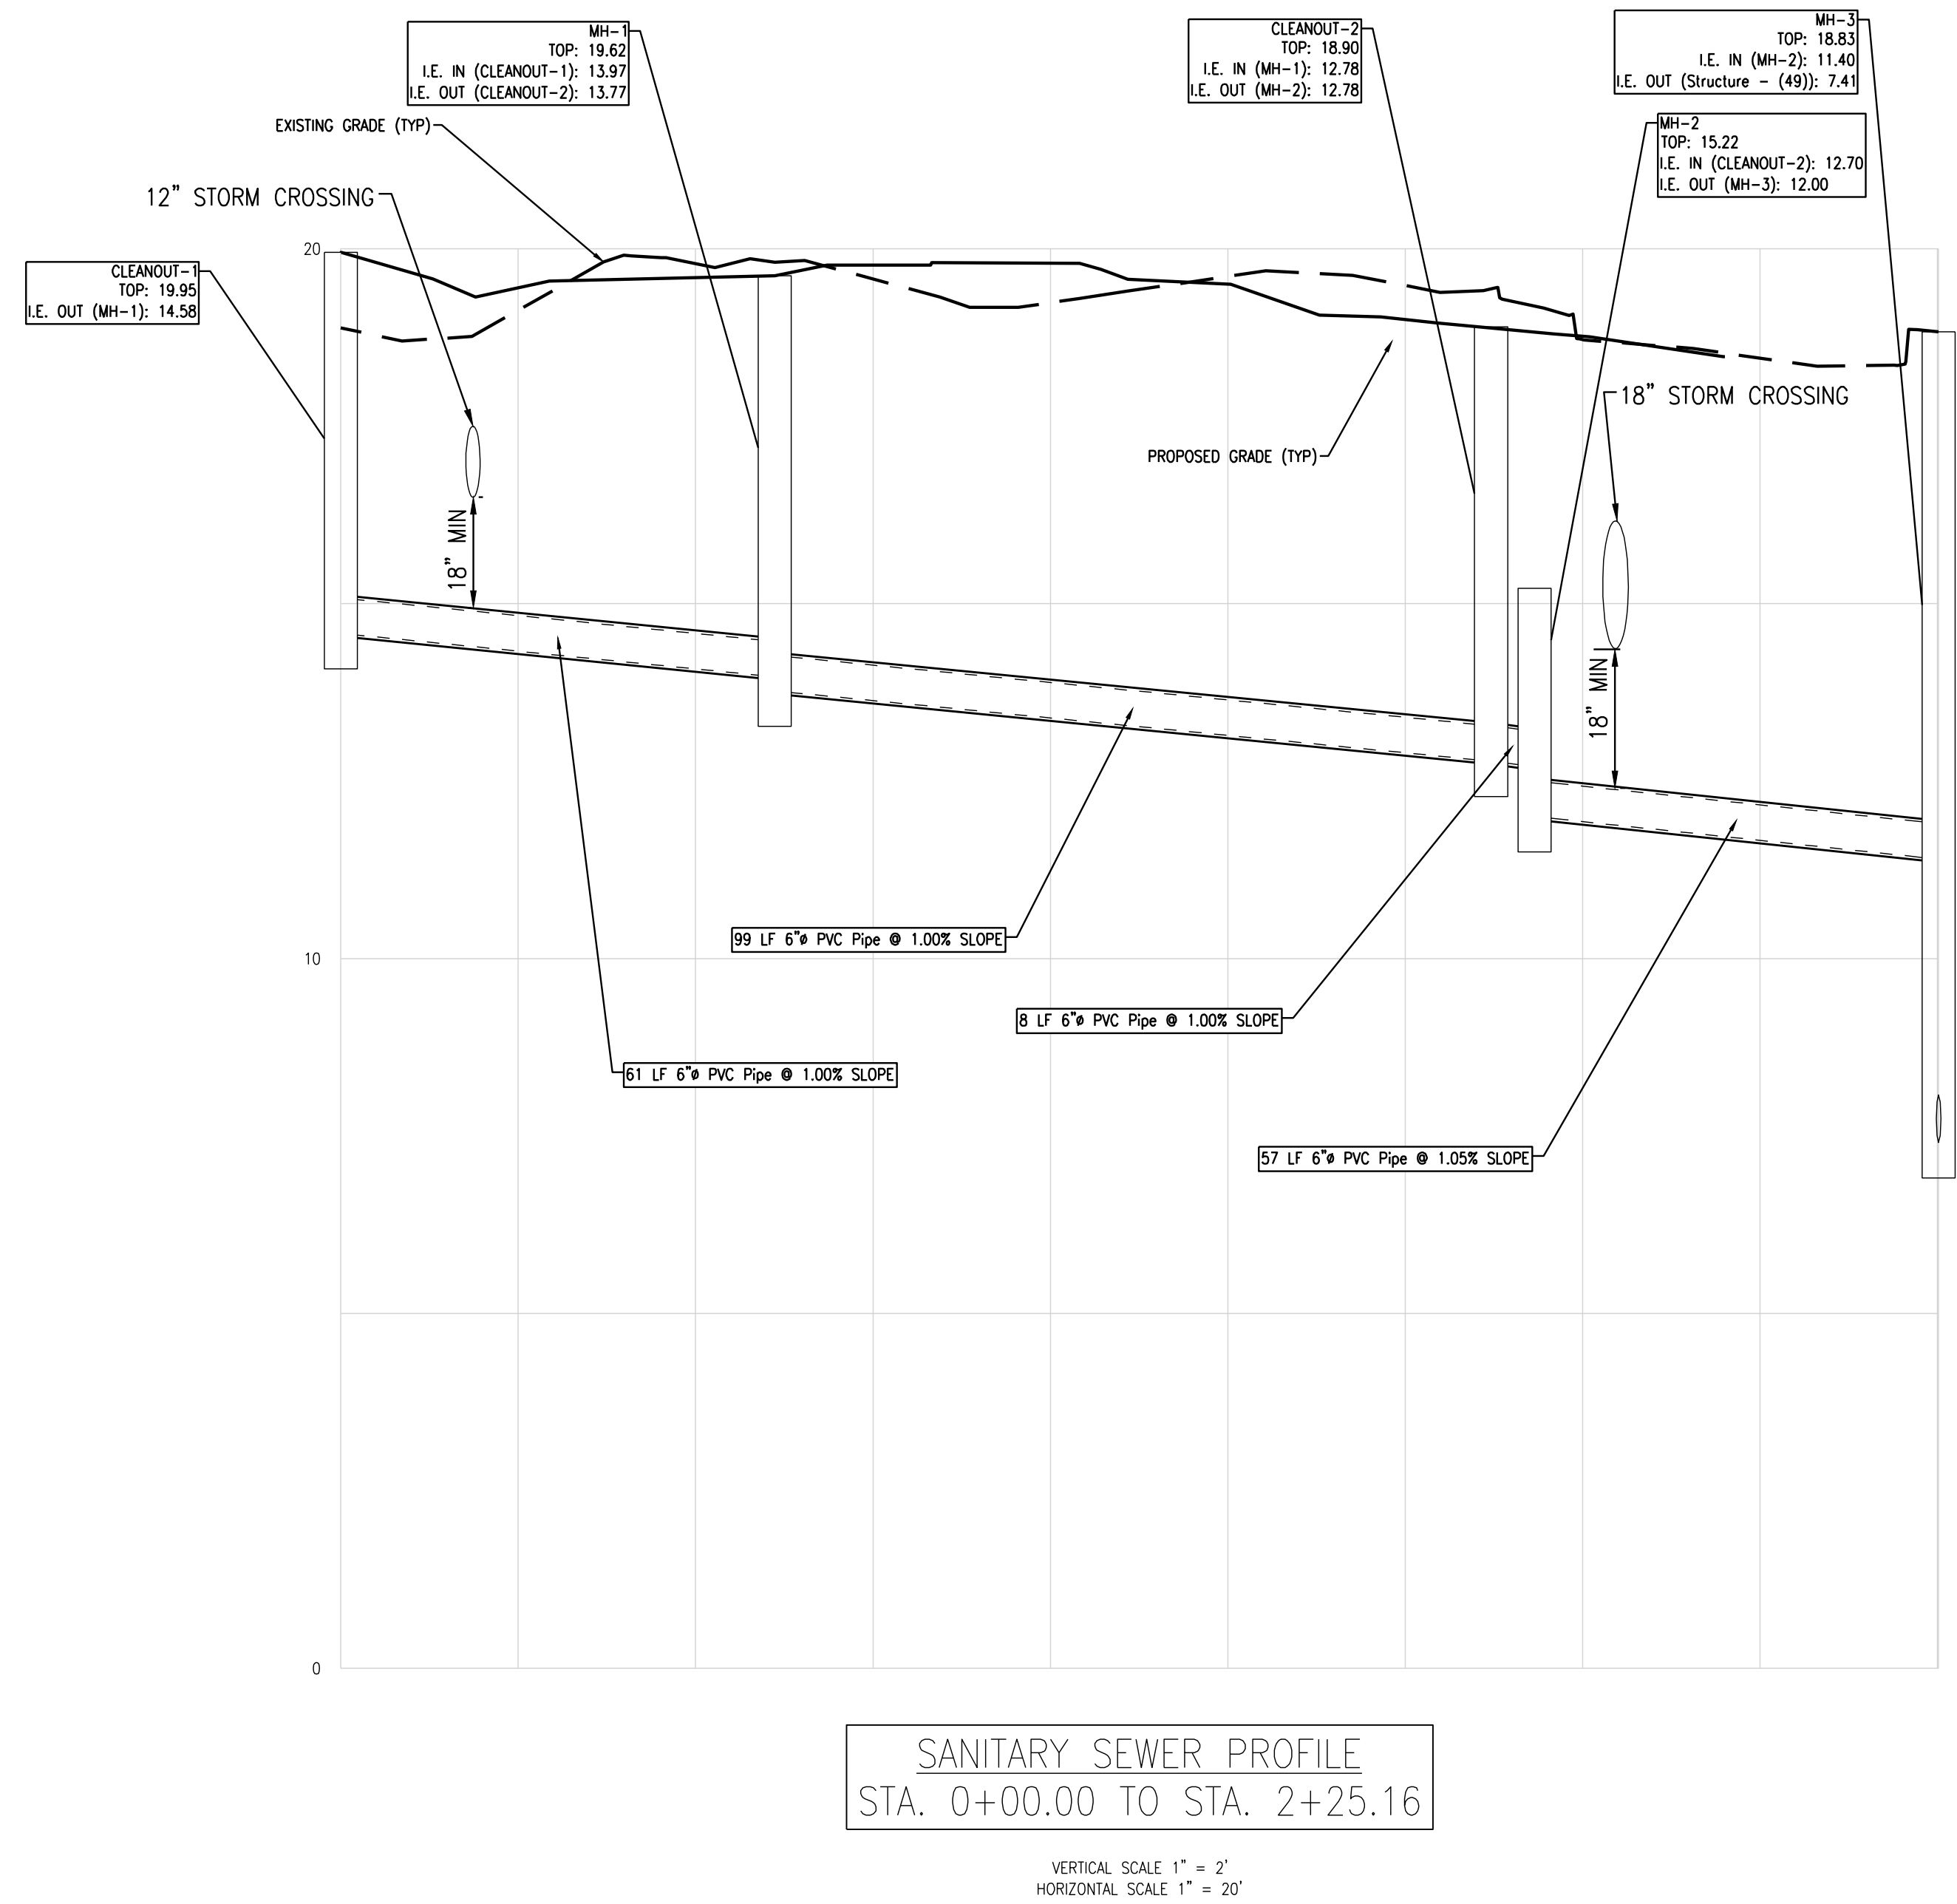 MH-1
TOP: 19.62
I.E. IN (CLEANOUT-1): 13.97
I.E. OUT (CLEANOUT-2): 13.77
CLEANOUT-2
TOP: 18.90
I.E. IN (MH-1): 12.78
I.E. OUT (MH-2): 12.78
MH-3
TOP: 18.83
I.E. IN (MH-2): 11.40
I.E. OUT (Structure - (49)): 7.41
EXISTING GRADE (TYP)
MH-2
TOP: 15.22
I.E. IN (CLEANOUT-2): 12.70
I.E. OUT (MH-3): 12.00
12" STORM CROSSING
20
CLEANOUT-1
TOP: 19.95
I.E. OUT (MH-1): 14.58
18" STORM CROSSING
PROPOSED GRADE (TYP)
18" MIN
18" MIN
99 LF 6"ø PVC Pipe @ 1.00% SLOPE
10
8 LF 6"ø PVC Pipe @ 1.00% SLOPE
61 LF 6"ø PVC Pipe @ 1.00% SLOPE
57 LF 6"ø PVC Pipe @ 1.05% SLOPE
0
SANITARY SEWER PROFILE
STA. 0+00.00 TO STA. 2+25.16
VERTICAL SCALE 1" = 2'
HORIZONTAL SCALE 1" = 20'